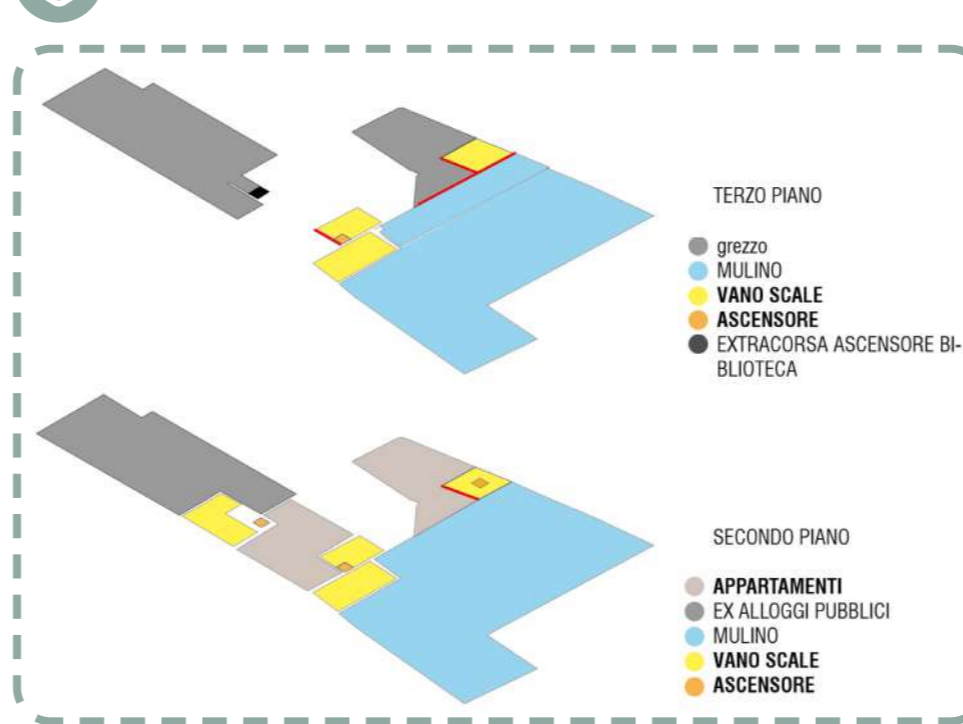 TERZO PIANO
grezzo
MULINO
VANO SCALE
ASCENSORE
EXTRACORSA ASCENSORE BI-
BLIOTECA
SECONDO PIANO
APPARTAMENTI
EX ALLOGGI PUBBLICI
MULINO
VANO SCALE
ASCENSORE